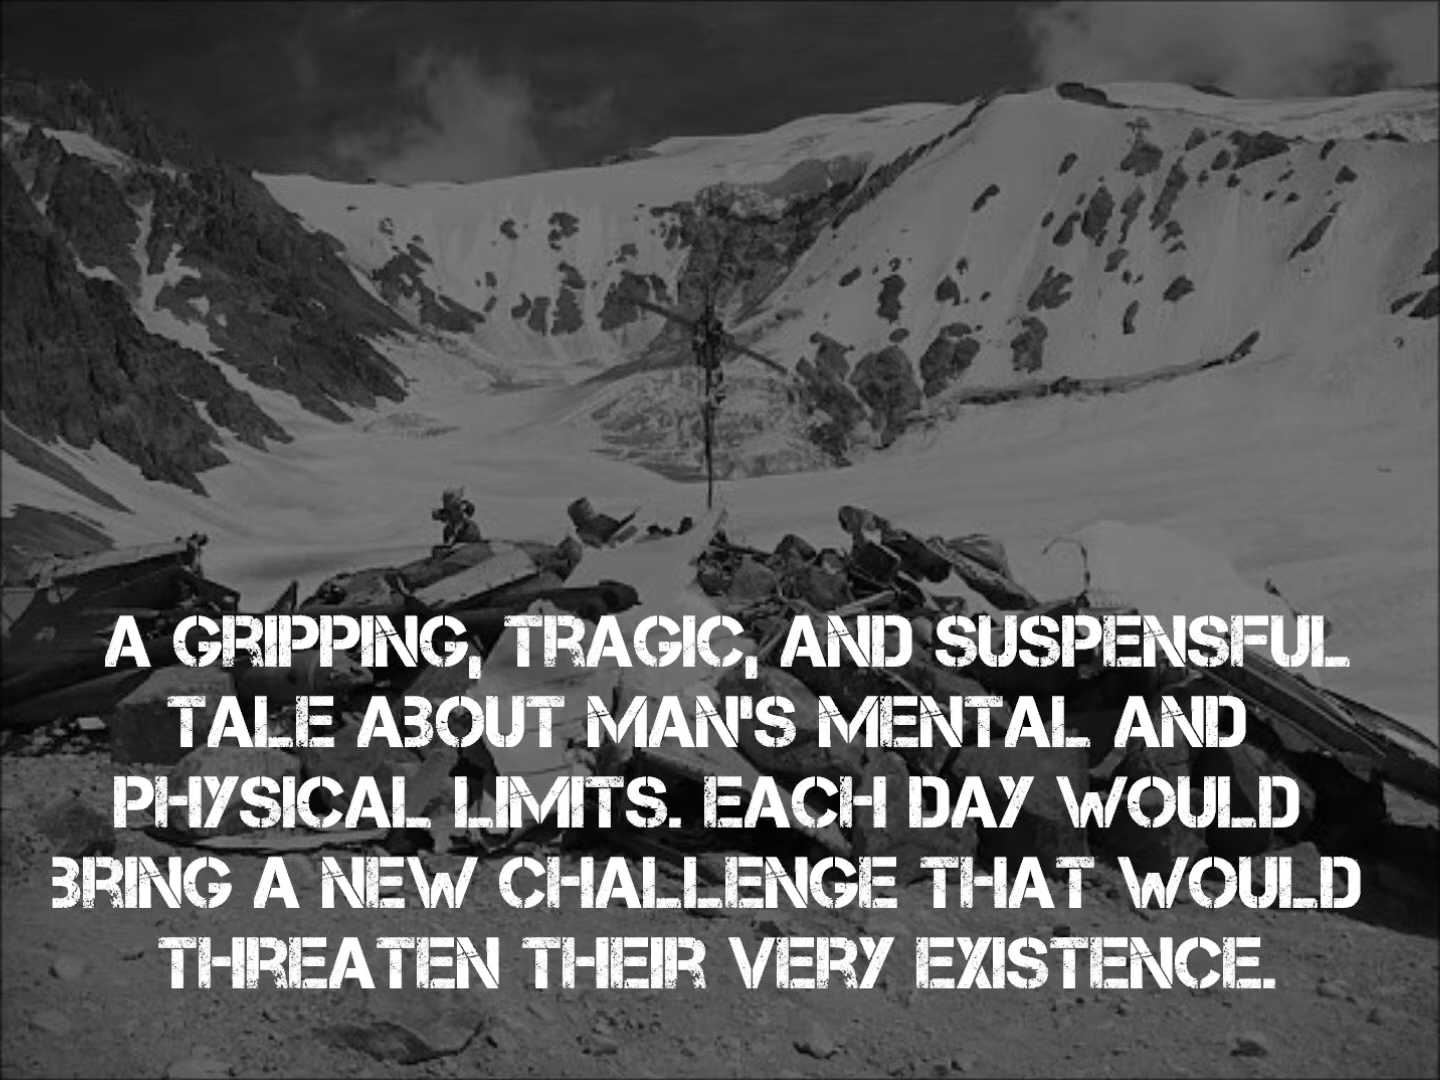 A GRIPPING, TRAGIC, AND SUSPENSFUL
TALE ABOUT MAN'S MENTAL AND
PHYSICAL LIMITS. EACH DAY WOULD
BRING A NEW CHALLENGE THAT WOULD
THREATEN THEIR VERY EXISTENCE.